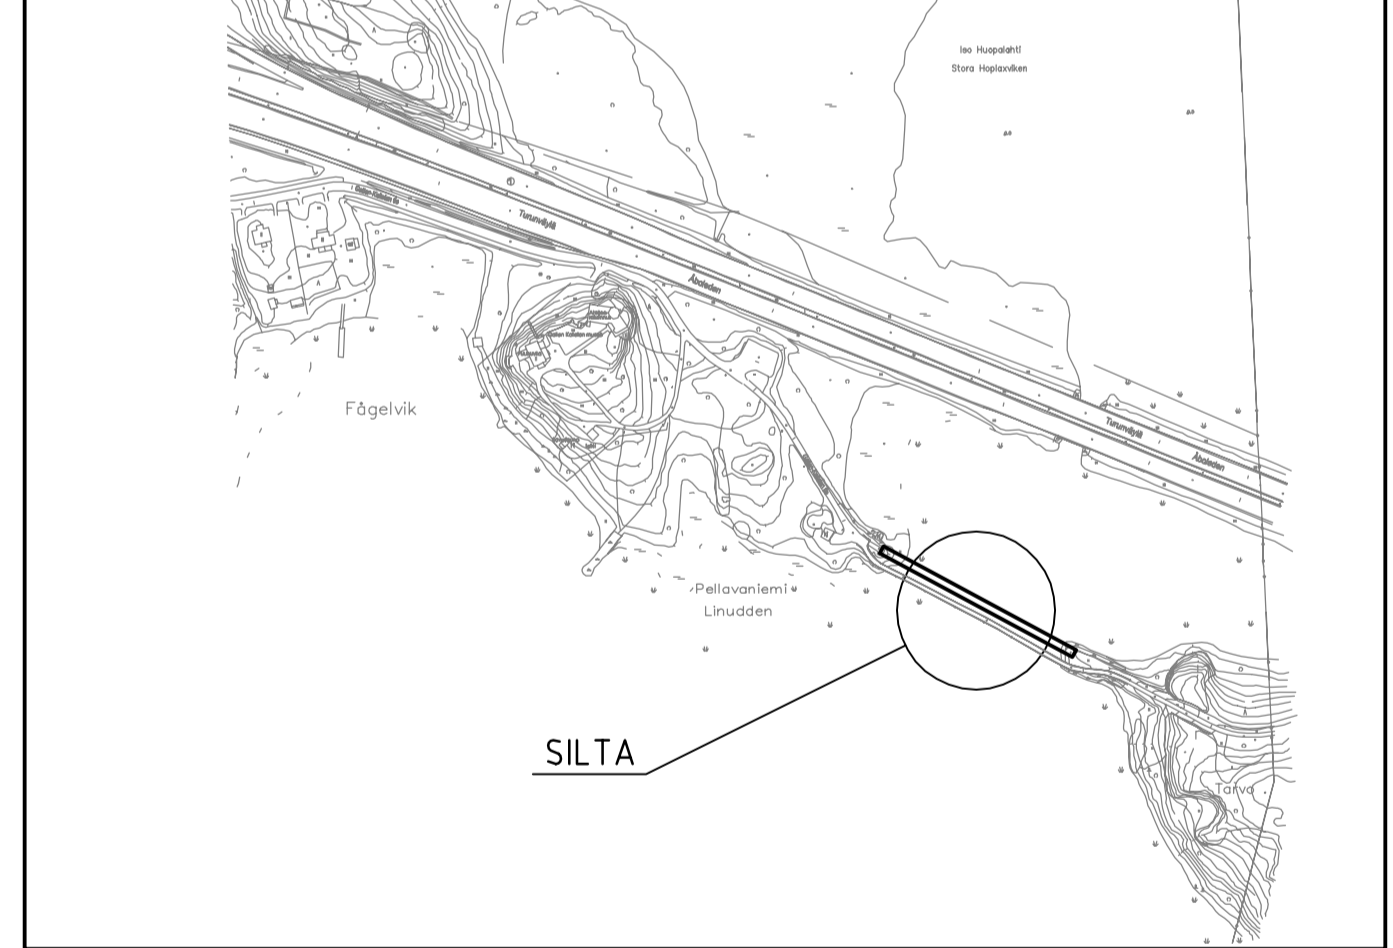 Iso Huopalahti
Stora Hoplaxviken
Turunväylä
Åboleden
Fågelvik
Turunväylä
Åboleden
Pellavaniemi
Linudden
SILTA
Tarvo